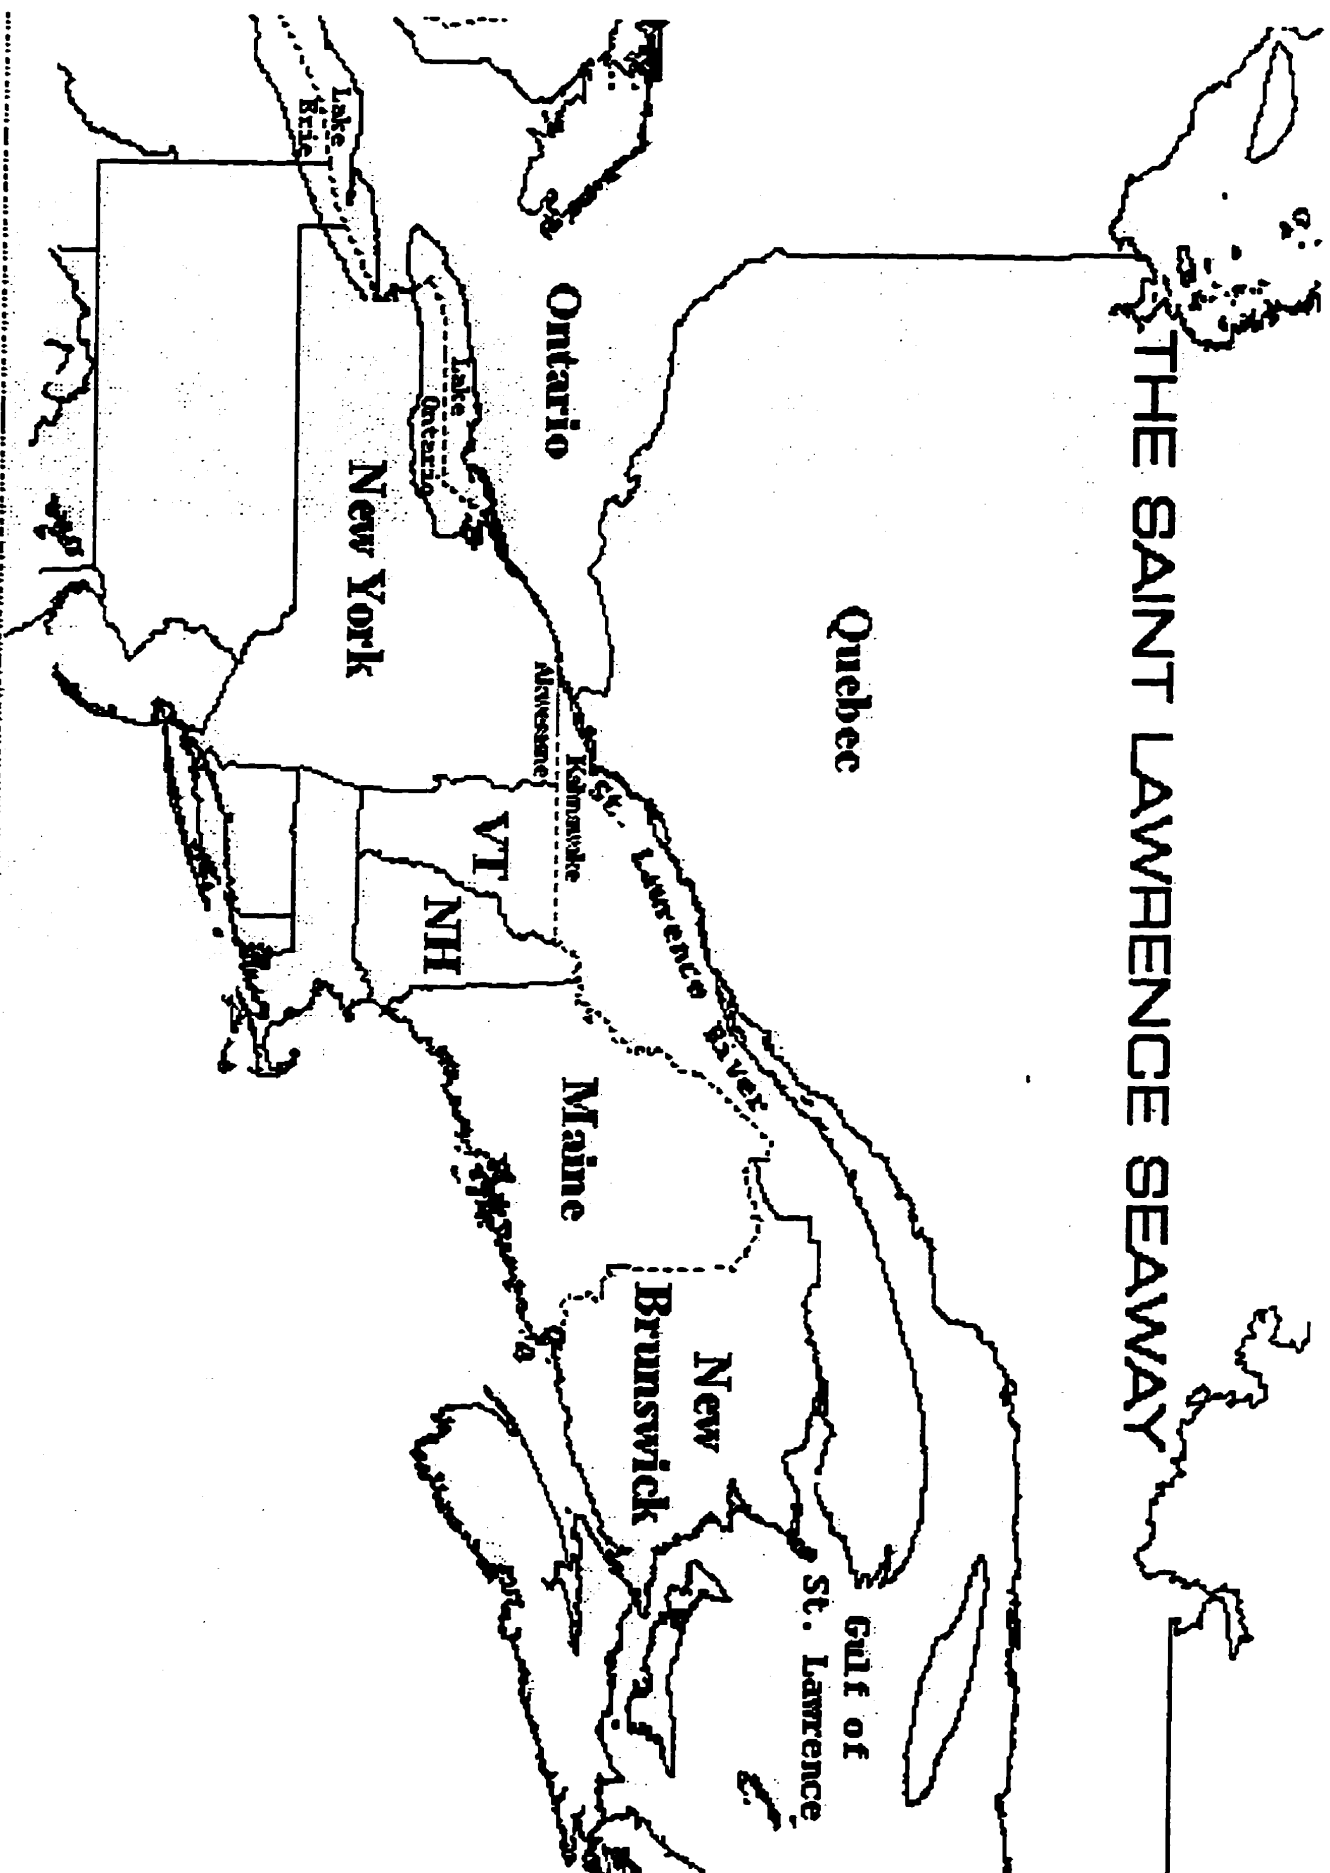 THE SAINT LAWRENCE SEAWAY
Quebec
Gulf of
St. Lawrence
St. Lawrence River
New
Brunswick
Ontario
Maine
Kahnawake
Akwesasne
Lake
Ontario
VT
NH
New York
Lake
Erie